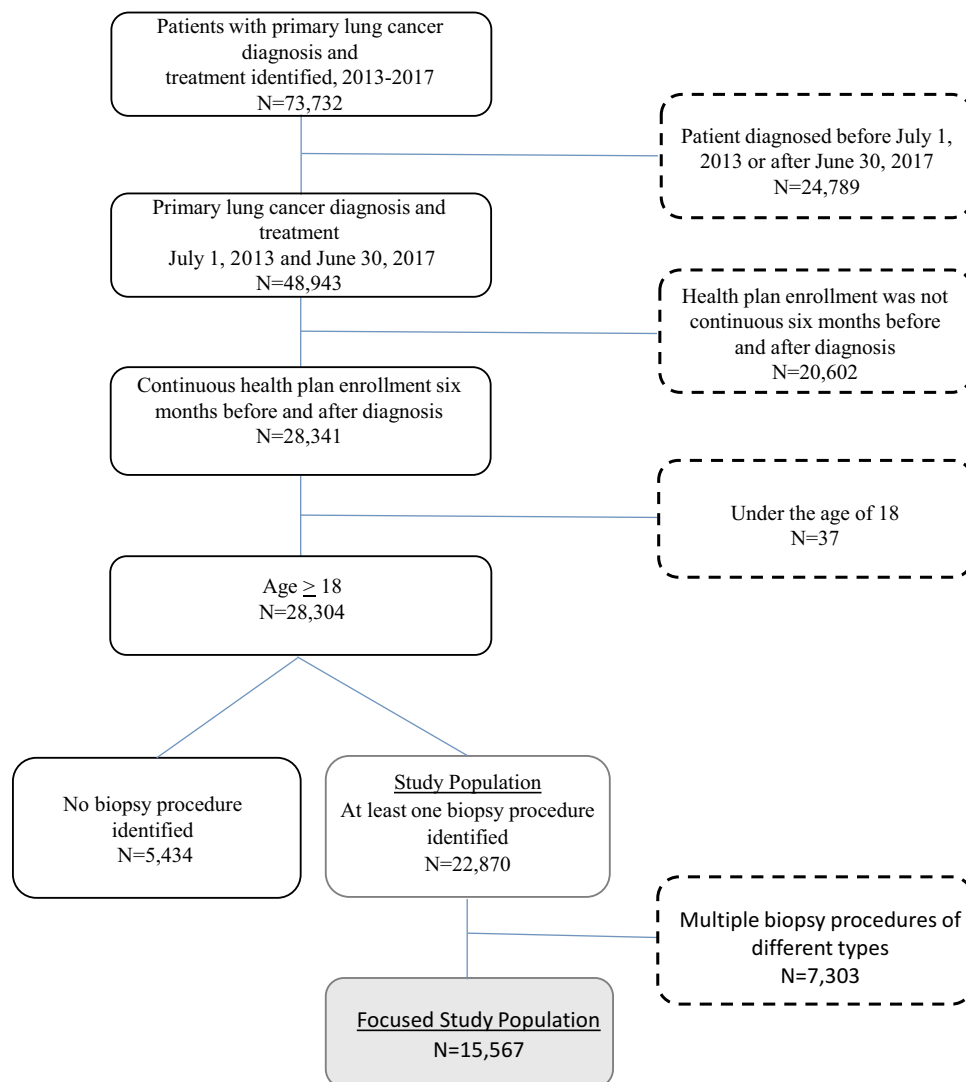 Patients with primary lung cancer
diagnosis and
treatment identified, 2013-2017
N=73,732
Patient diagnosed before July 1,
2013 or after June 30, 2017
N=24,789
Primary lung cancer diagnosis and
treatment
July 1, 2013 and June 30, 2017
N=48,943
Health plan enrollment was not
continuous six months before
and after diagnosis
N=20,602
Continuous health plan enrollment six
months before and after diagnosis
N=28,341
Under the age of 18
N=37
Age ≥ 18
N=28,304
No biopsy procedure
identified
N=5,434
Study Population
At least one biopsy procedure
identified
N=22,870
Multiple biopsy procedures of
different types
N=7,303
Focused Study Population
N=15,567